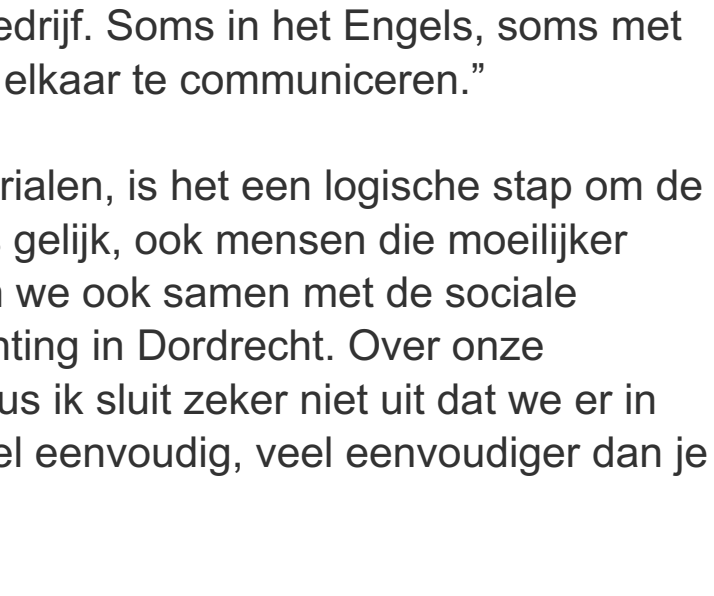 edrijf. Soms in het Engels, soms met
elkaar te communiceren.”
rialen, is het een logische stap om de
gelijk, ook mensen die moeilijker
we ook samen met de sociale
hting in Dordrecht. Over onze
us ik sluit zeker niet uit dat we er in
el eenvoudig, veel eenvoudiger dan je